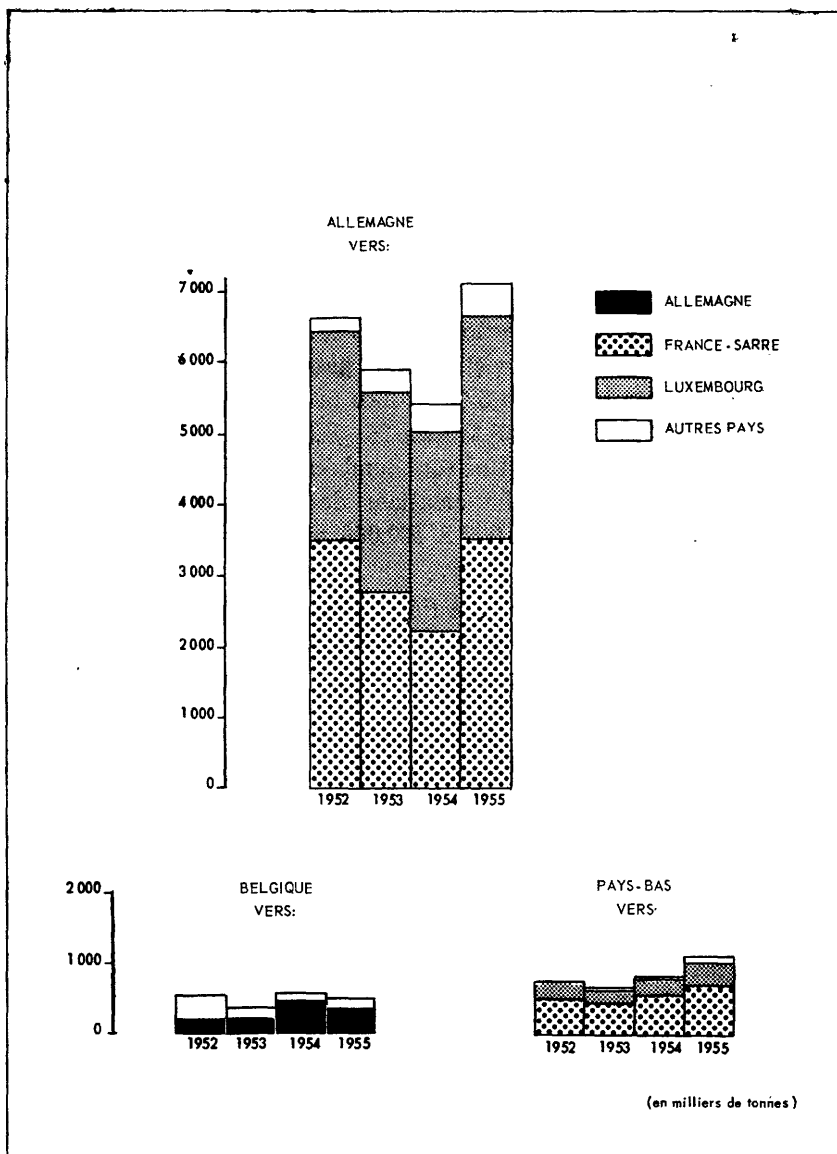 ALLEMAGNE
VERS:
7 000
6 000
5 000
4 000
3 000
2 000
1 000
0
1952 1953 1954 1955
ALLEMAGNE
FRANCE - SARRE
LUXEMBOURG
AUTRES PAYS
BELGIQUE
VERS:
2 000
1 000
0
1952 1953 1954 1955
PAYS-BAS
VERS
1952 1953 1954 1955
(en milliers de tonnes)